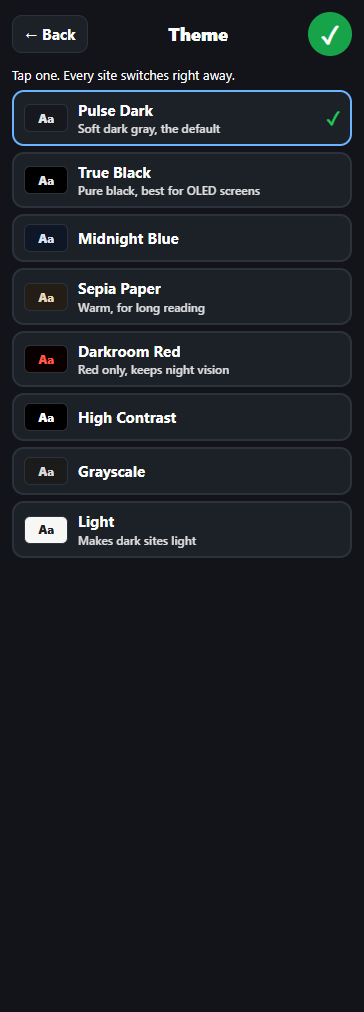 ← Back
Theme
✓
Tap one. Every site switches right away.
Aa
Pulse Dark
Soft dark gray, the default
✓
Aa
True Black
Pure black, best for OLED screens
Aa
Midnight Blue
Aa
Sepia Paper
Warm, for long reading
Aa
Darkroom Red
Red only, keeps night vision
Aa
High Contrast
Aa
Grayscale
Aa
Light
Makes dark sites light